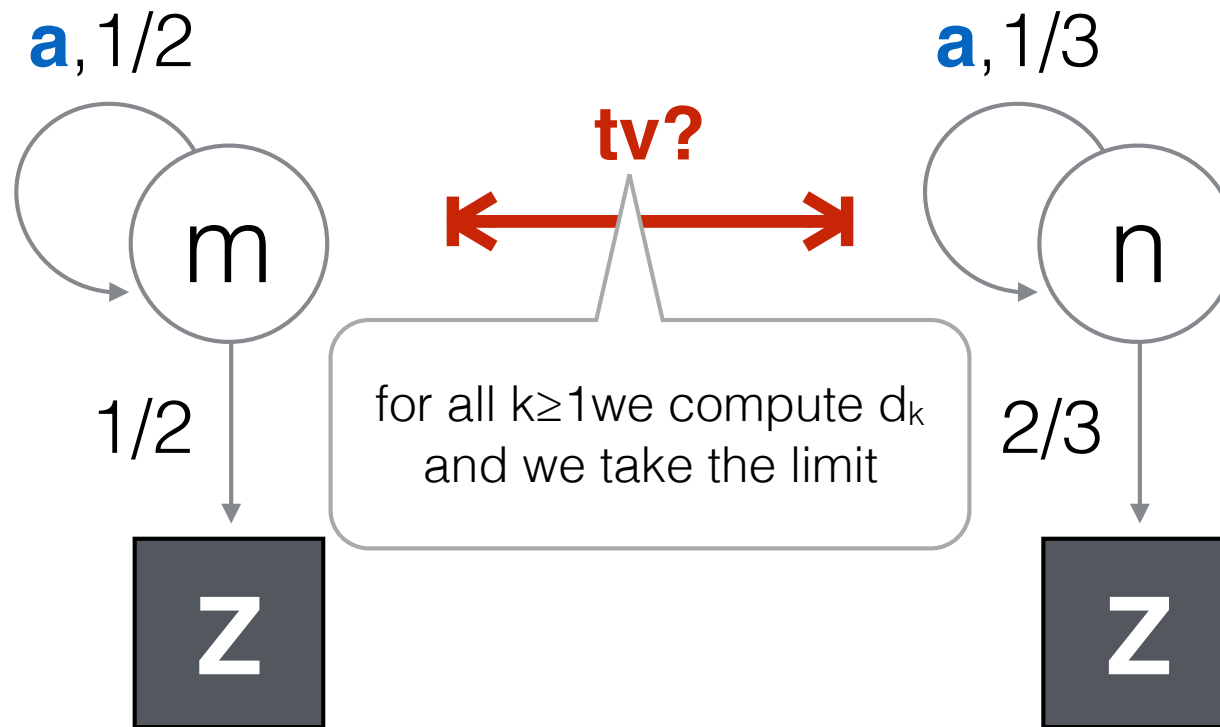 a, 1/2
a, 1/3
tv?
m
n
for all k≥1we compute dₖ
and we take the limit
1/2
2/3
Z
Z